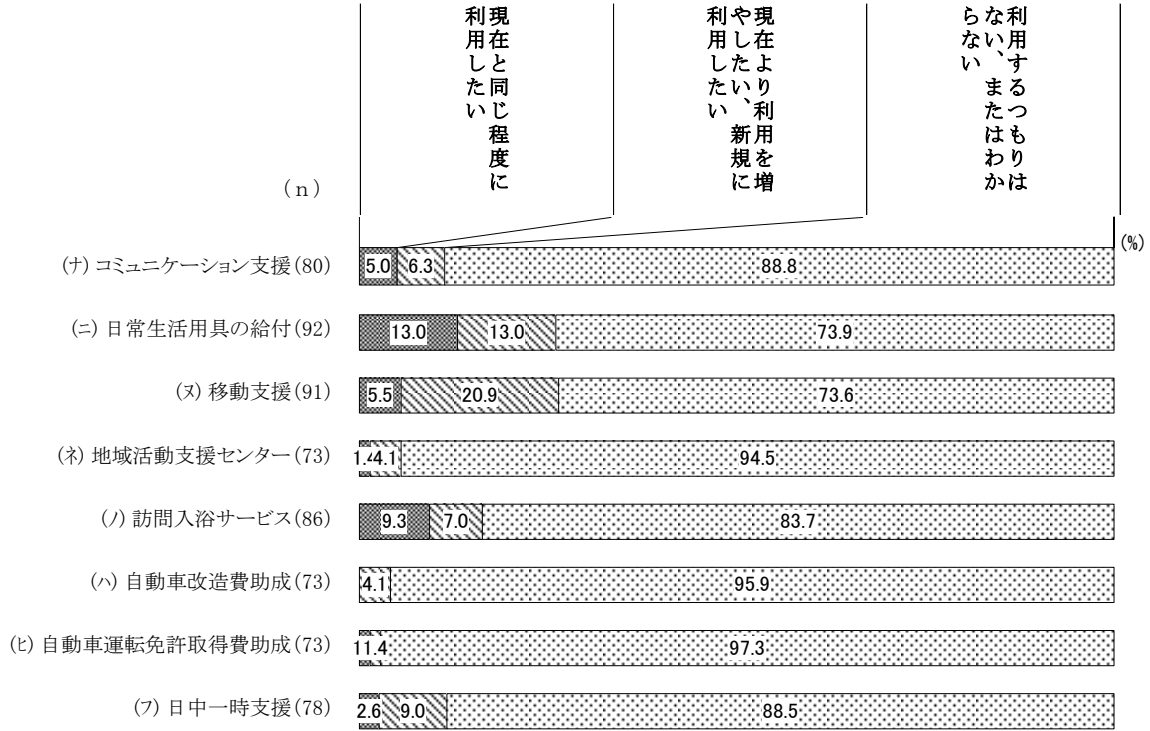 現在と同じ程度に
利用したい
現在より利用を増
やしたい、新規に
利用したい
利用するつもりは
ない、またはわか
らない
(n)
(%)
(ナ) コミュニケーション支援(80) 5.0 6.3 88.8
(ニ) 日常生活用具の給付(92) 13.0 13.0 73.9
(ヌ) 移動支援(91) 5.5 20.9 73.6
(ネ) 地域活動支援センター(73) 4.1 94.5
(ノ) 訪問入浴サービス(86) 9.3 7.0 83.7
(ハ) 自動車改造費助成(73) 4.1 95.9
(ヒ) 自動車運転免許取得費助成(73) 1.4 97.3
(フ) 日中一時支援(78) 2.6 9.0 88.5